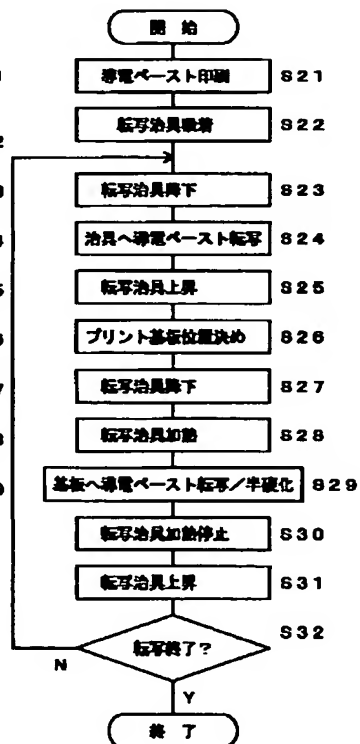 開 始
導電ペースト印刷 S21
転写治具吸着 S22
転写治具降下 S23
治具へ導電ペースト転写 S24
転写治具上昇 S25
プリント基板位置決め S26
転写治具降下 S27
転写治具加熱 S28
基板へ導電ペースト転写/半硬化 S29
転写治具加熱停止 S30
転写治具上昇 S31
転写終了? S32
N
Y
終 了